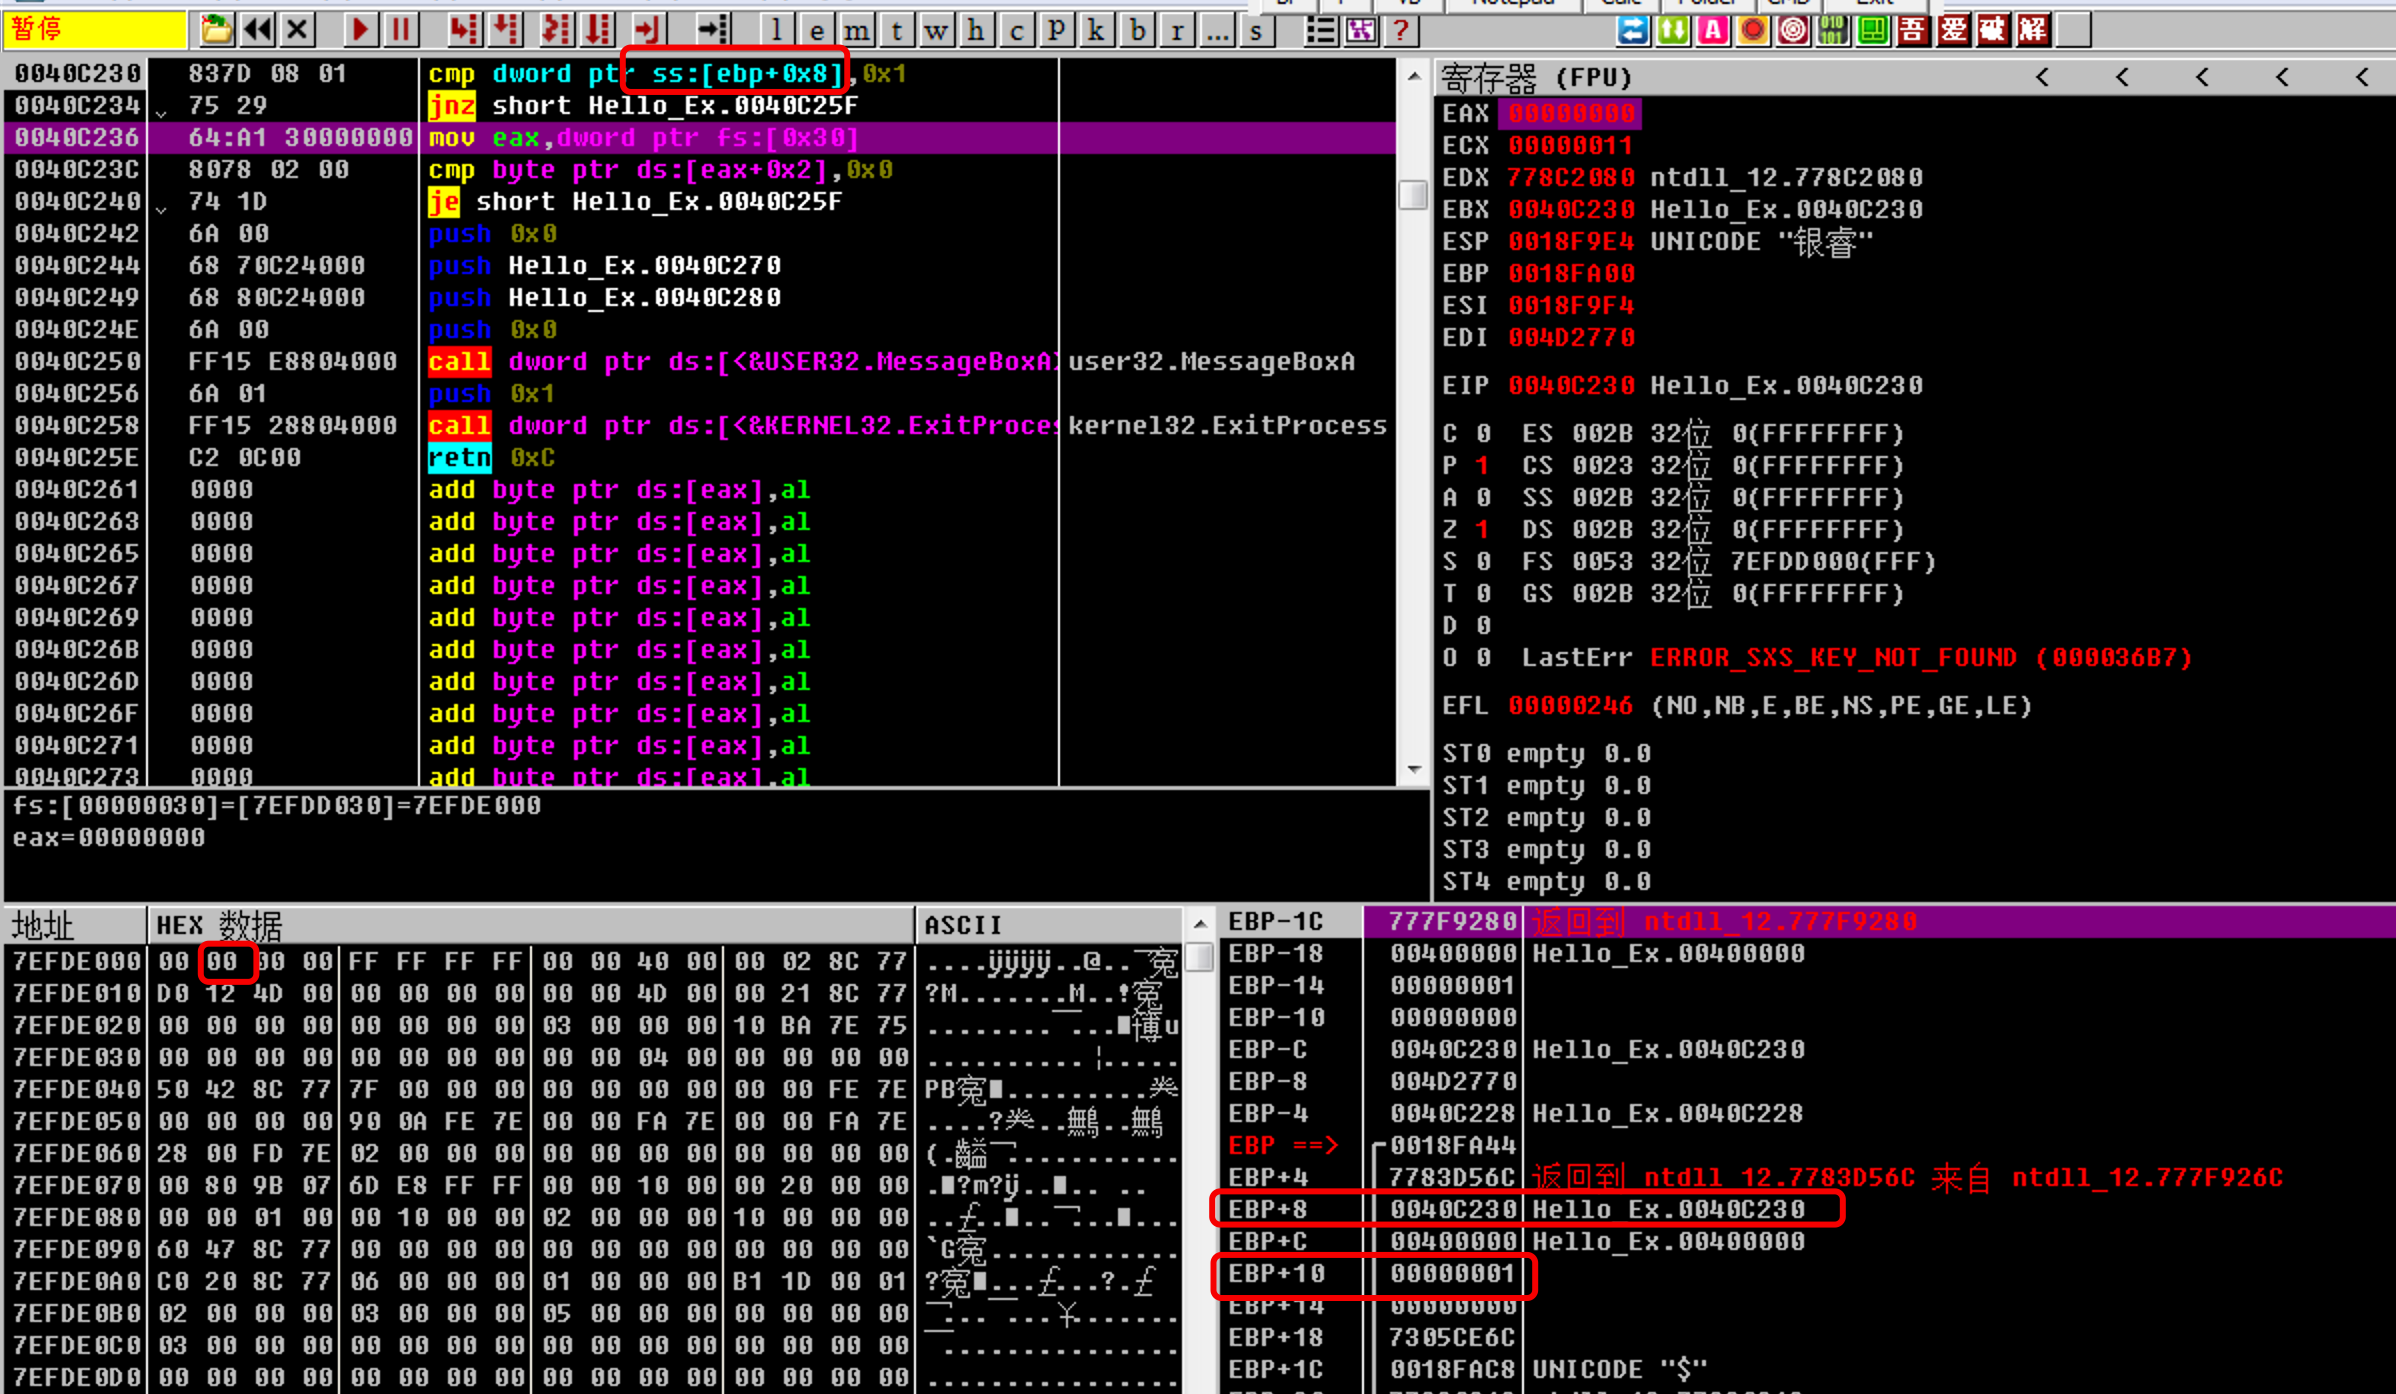 Notepad Calc Folder CMD Exit
暂停 l e m t w h c p k b r ... s ? A 吾 爱 破 解
0040C230 837D 08 01 cmp dword ptr ss:[ebp+0x8],0x1
0040C234 75 29 jnz short Hello_Ex.0040C25F
0040C236 64:A1 30000000 mov eax,dword ptr fs:[0x30]
0040C23C 8078 02 00 cmp byte ptr ds:[eax+0x2],0x0
0040C240 74 1D je short Hello_Ex.0040C25F
0040C242 6A 00 push 0x0
0040C244 68 70C24000 push Hello_Ex.0040C270
0040C249 68 80C24000 push Hello_Ex.0040C280
0040C24E 6A 00 push 0x0
0040C250 FF15 E8804000 call dword ptr ds:[<&USER32.MessageBoxA> user32.MessageBoxA
0040C256 6A 01 push 0x1
0040C258 FF15 28804000 call dword ptr ds:[<&KERNEL32.ExitProces kernel32.ExitProcess
0040C25E C2 0C00 retn 0xC
0040C261 0000 add byte ptr ds:[eax],al
0040C263 0000 add byte ptr ds:[eax],al
0040C265 0000 add byte ptr ds:[eax],al
0040C267 0000 add byte ptr ds:[eax],al
0040C269 0000 add byte ptr ds:[eax],al
0040C26B 0000 add byte ptr ds:[eax],al
0040C26D 0000 add byte ptr ds:[eax],al
0040C26F 0000 add byte ptr ds:[eax],al
0040C271 0000 add byte ptr ds:[eax],al
0040C273 0000 add byte ptr ds:[eax],al
fs:[00000030]=[7EFDD030]=7EFDE000
eax=00000000
寄存器 (FPU) < < < < <
EAX 00000000
ECX 00000011
EDX 778C2080 ntdll_12.778C2080
EBX 0040C230 Hello_Ex.0040C230
ESP 0018F9E4 UNICODE "银睿"
EBP 0018FA00
ESI 0018F9F4
EDI 004D2770
EIP 0040C230 Hello_Ex.0040C230
C 0 ES 002B 32位 0(FFFFFFFF)
P 1 CS 0023 32位 0(FFFFFFFF)
A 0 SS 002B 32位 0(FFFFFFFF)
Z 1 DS 002B 32位 0(FFFFFFFF)
S 0 FS 0053 32位 7EFDD000(FFF)
T 0 GS 002B 32位 0(FFFFFFFF)
D 0
O 0 LastErr ERROR_SXS_KEY_NOT_FOUND (000036B7)
EFL 00000246 (NO,NB,E,BE,NS,PE,GE,LE)
ST0 empty 0.0
ST1 empty 0.0
ST2 empty 0.0
ST3 empty 0.0
ST4 empty 0.0
地址 HEX 数据 ASCII
7EFDE000 00 00 00 00 FF FF FF FF 00 00 40 00 00 02 8C 77 ....ÿÿÿÿ..@..
7EFDE010 D0 12 4D 00 00 00 00 00 00 00 4D 00 00 21 8C 77 ?M.......M..!
7EFDE020 00 00 00 00 00 00 00 00 03 00 00 00 10 BA 7E 75
7EFDE030 00 00 00 00 00 00 00 00 00 00 04 00 00 00 00 00
7EFDE040 50 42 8C 77 7F 00 00 00 00 00 00 00 00 00 FE 7E
7EFDE050 00 00 00 00 90 0A FE 7E 00 00 FA 7E 00 00 FA 7E
7EFDE060 28 00 FD 7E 02 00 00 00 00 00 00 00 00 00 00 00
7EFDE070 00 80 9B 07 6D E8 FF FF 00 00 10 00 00 20 00 00
7EFDE080 00 00 01 00 00 10 00 00 02 00 00 00 10 00 00 00
7EFDE090 60 47 8C 77 00 00 00 00 00 00 00 00 00 00 00 00
7EFDE0A0 C0 20 8C 77 06 00 00 00 01 00 00 00 B1 1D 00 01
7EFDE0B0 02 00 00 00 03 00 00 00 05 00 00 00 00 00 00 00
7EFDE0C0 03 00 00 00 00 00 00 00 00 00 00 00 00 00 00 00
7EFDE0D0 00 00 00 00 00 00 00 00 00 00 00 00 00 00 00 00
EBP-1C 777F9280 返回到 ntdll_12.777F9280
EBP-18 00400000 Hello_Ex.00400000
EBP-14 00000001
EBP-10 00000000
EBP-C 0040C230 Hello_Ex.0040C230
EBP-8 004D2770
EBP-4 0040C228 Hello_Ex.0040C228
EBP ==> 0018FA44
EBP+4 7783D56C 返回到 ntdll_12.7783D56C 来自 ntdll_12.777F926C
EBP+8 0040C230 Hello_Ex.0040C230
EBP+C 00400000 Hello_Ex.00400000
EBP+10 00000001
EBP+14 00000000
EBP+18 7305CE6C
EBP+1C 0018FAC8 UNICODE "$"